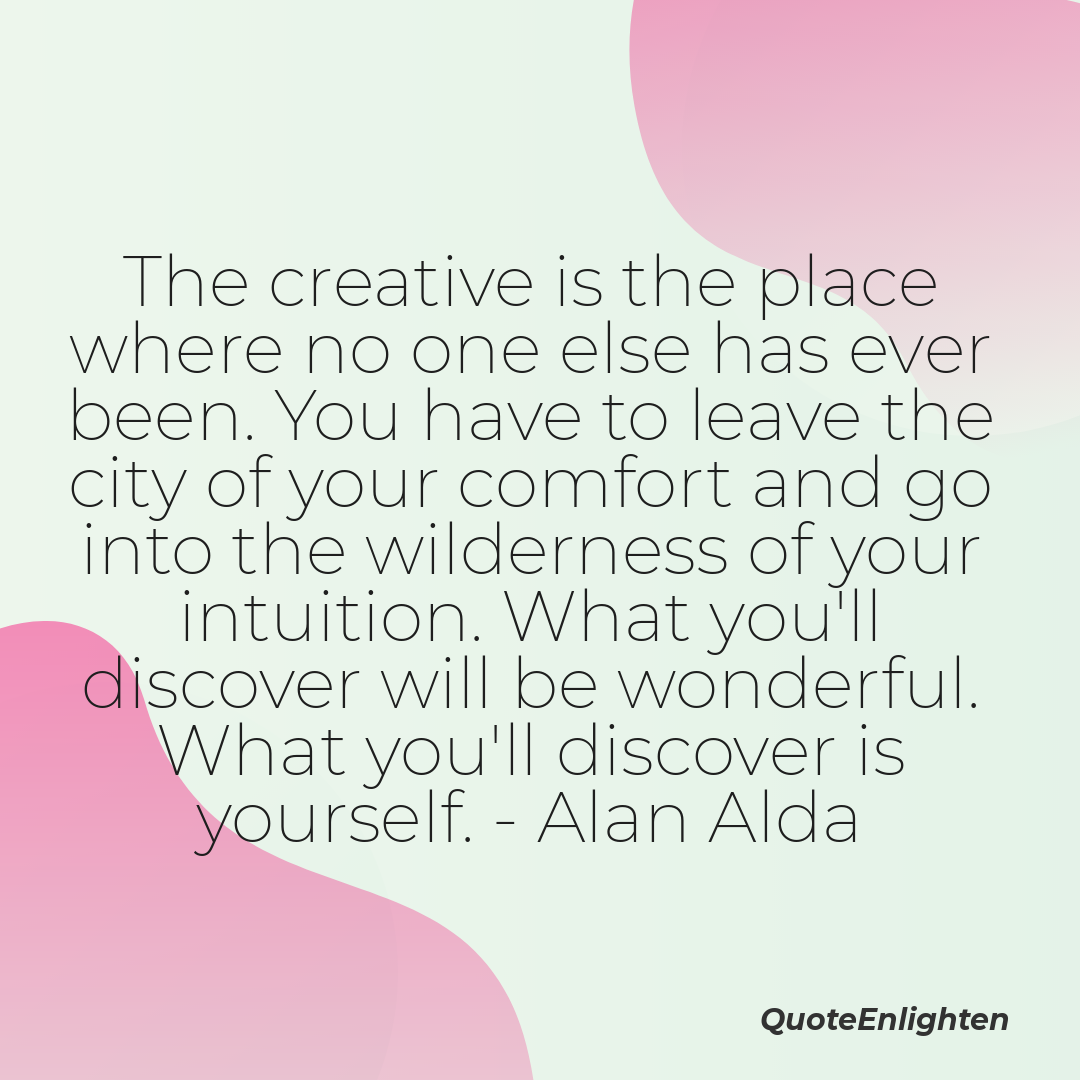 The creative is the place
where no one else has ever
been. You have to leave the
city of your comfort and go
into the wilderness of your
intuition. What you'll
discover will be wonderful.
What you'll discover is
yourself. - Alan Alda
QuoteEnlighten